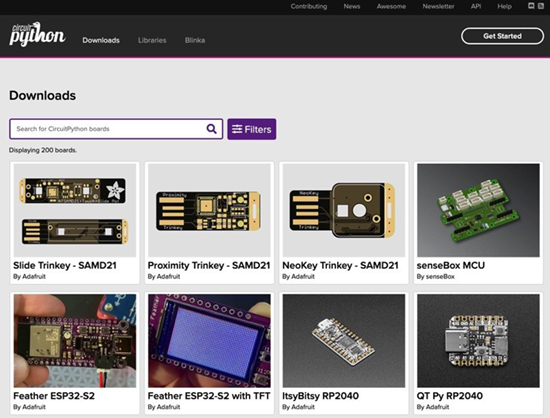 Contributing News Awesome Newsletter API Help
circuit
python
Downloads Libraries Blinka
Get Started
Downloads
Search for CircuitPython boards
Filters
Displaying 200 boards.
Proximity
NeoKey
Trinkey
Trinkey
Slide Trinkey - SAMD21
Proximity Trinkey - SAMD21
NeoKey Trinkey - SAMD21
senseBox MCU
By Adafruit
By Adafruit
By Adafruit
By senseBox
Feather ESP32-S2
Feather ESP32-S2 with TFT
ItsyBitsy RP2040
QT Py RP2040
By Adafruit
By Adafruit
By Adafruit
By Adafruit